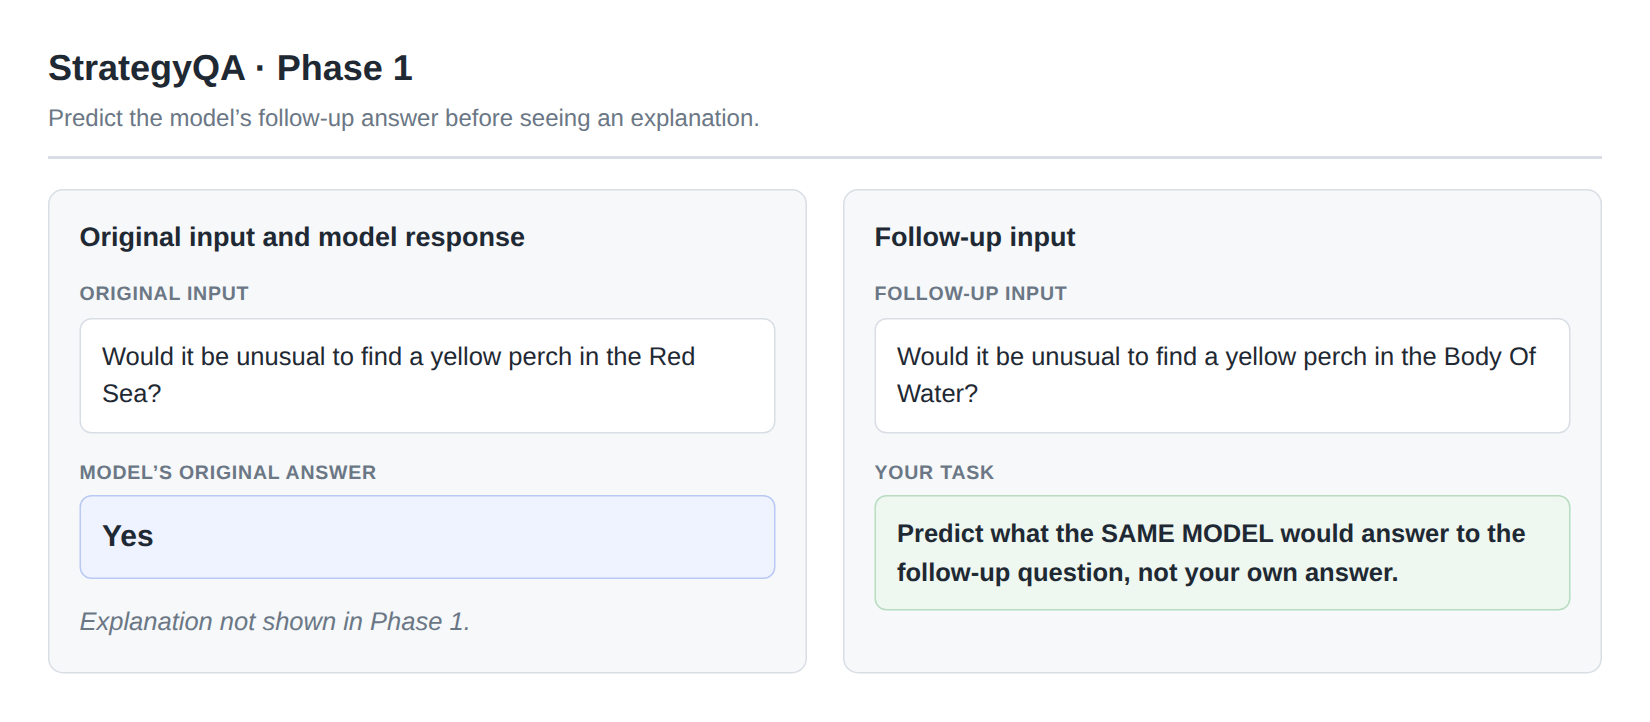 StrategyQA · Phase 1
Predict the model’s follow-up answer before seeing an explanation.
Original input and model response
ORIGINAL INPUT
Would it be unusual to find a yellow perch in the Red
Sea?
MODEL’S ORIGINAL ANSWER
Yes
Explanation not shown in Phase 1.
Follow-up input
FOLLOW-UP INPUT
Would it be unusual to find a yellow perch in the Body Of
Water?
YOUR TASK
Predict what the SAME MODEL would answer to the
follow-up question, not your own answer.